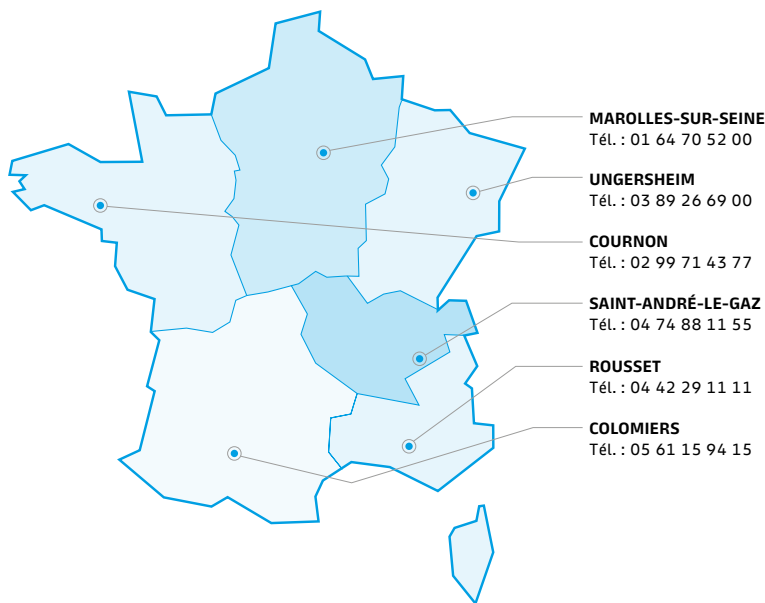 MAROLLES-SUR-SEINE
Tél. : 01 64 70 52 00
UNGERSHEIM
Tél. : 03 89 26 69 00
COURNON
Tél. : 02 99 71 43 77
SAINT-ANDRÉ-LE-GAZ
Tél. : 04 74 88 11 55
ROUSSET
Tél. : 04 42 29 11 11
COLOMIERS
Tél. : 05 61 15 94 15